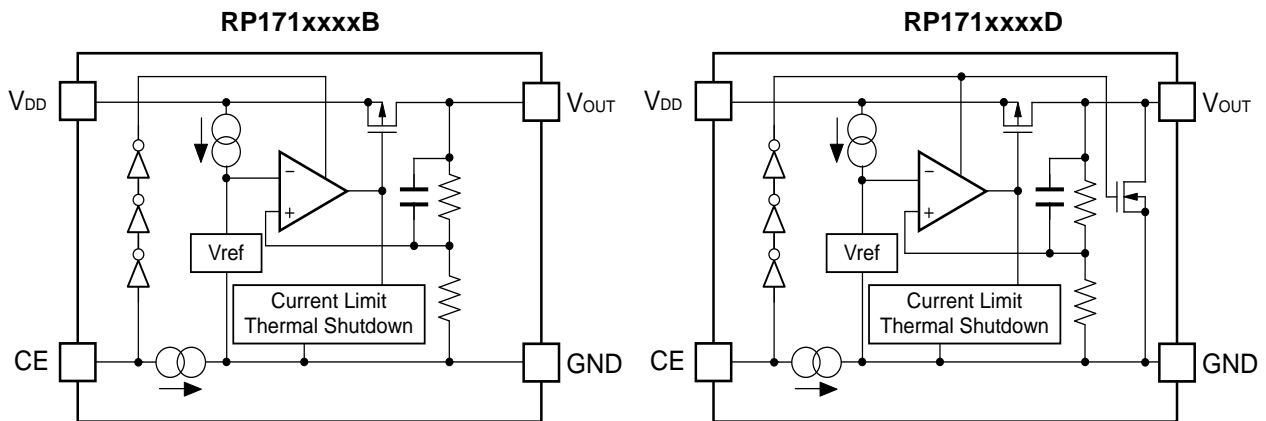 RP171xxxxB
VDD
VOUT
−
+
Vref
Current Limit
Thermal Shutdown
CE
GND
RP171xxxxD
VDD
VOUT
−
+
Vref
Current Limit
Thermal Shutdown
CE
GND